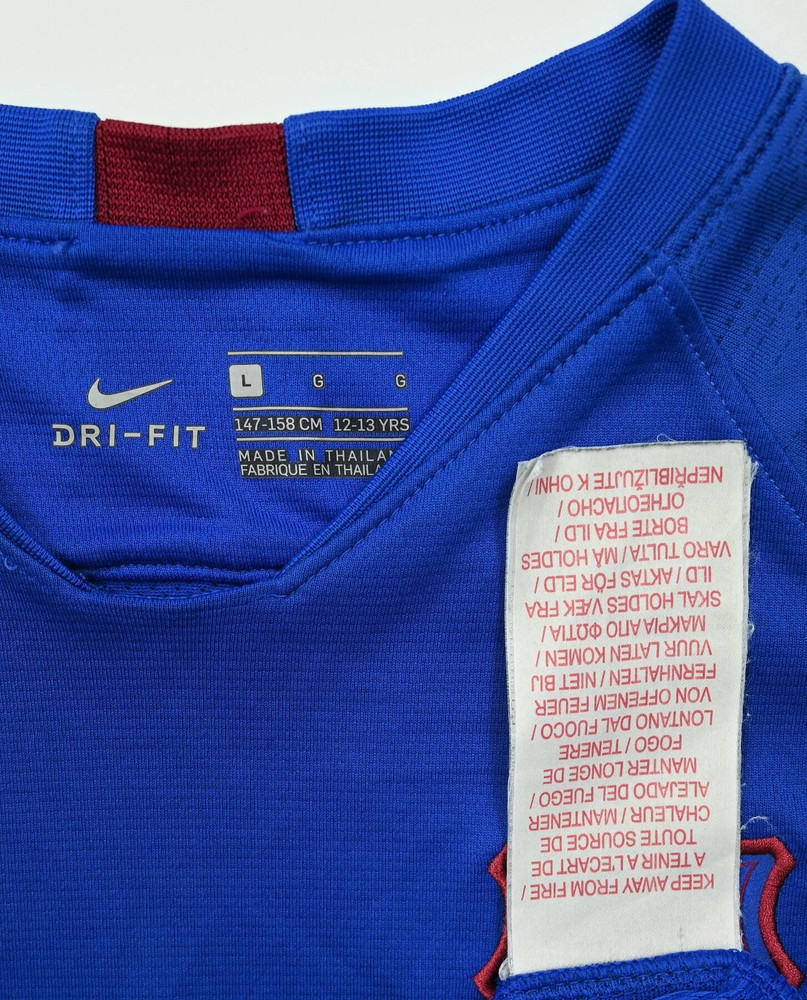 L G G
DRI-FIT
147-158 CM 12-13 YRS
MADE IN THAILAN
FABRIQUE EN THAILA
KEEP AWAY FROM FIRE /
A TENIR A L'ECART DE
TOUTE SOURCE DE
CHALEUR / MANTENER
ALEJADO DEL FUEGO /
MANTER LONGE DE
FOGO / TENERE
LONTANO DAL FUOCO /
VON OFFENEM FEUER
FERNHALTEN / NIET BIJ
VUUR LATEN KOMEN /
ΜΑΚΡΙΑ ΑΠΟ ΦΩΤΙΑ /
SKAL HOLDES VÆK FRA
ILD / AKTAS FÖR ELD /
VARO TULTA / MÅ HOLDES
BORTE FRA ILD /
ОГНЕОПАСНО /
NEPŘIBLIŽUJTE K OHNI /